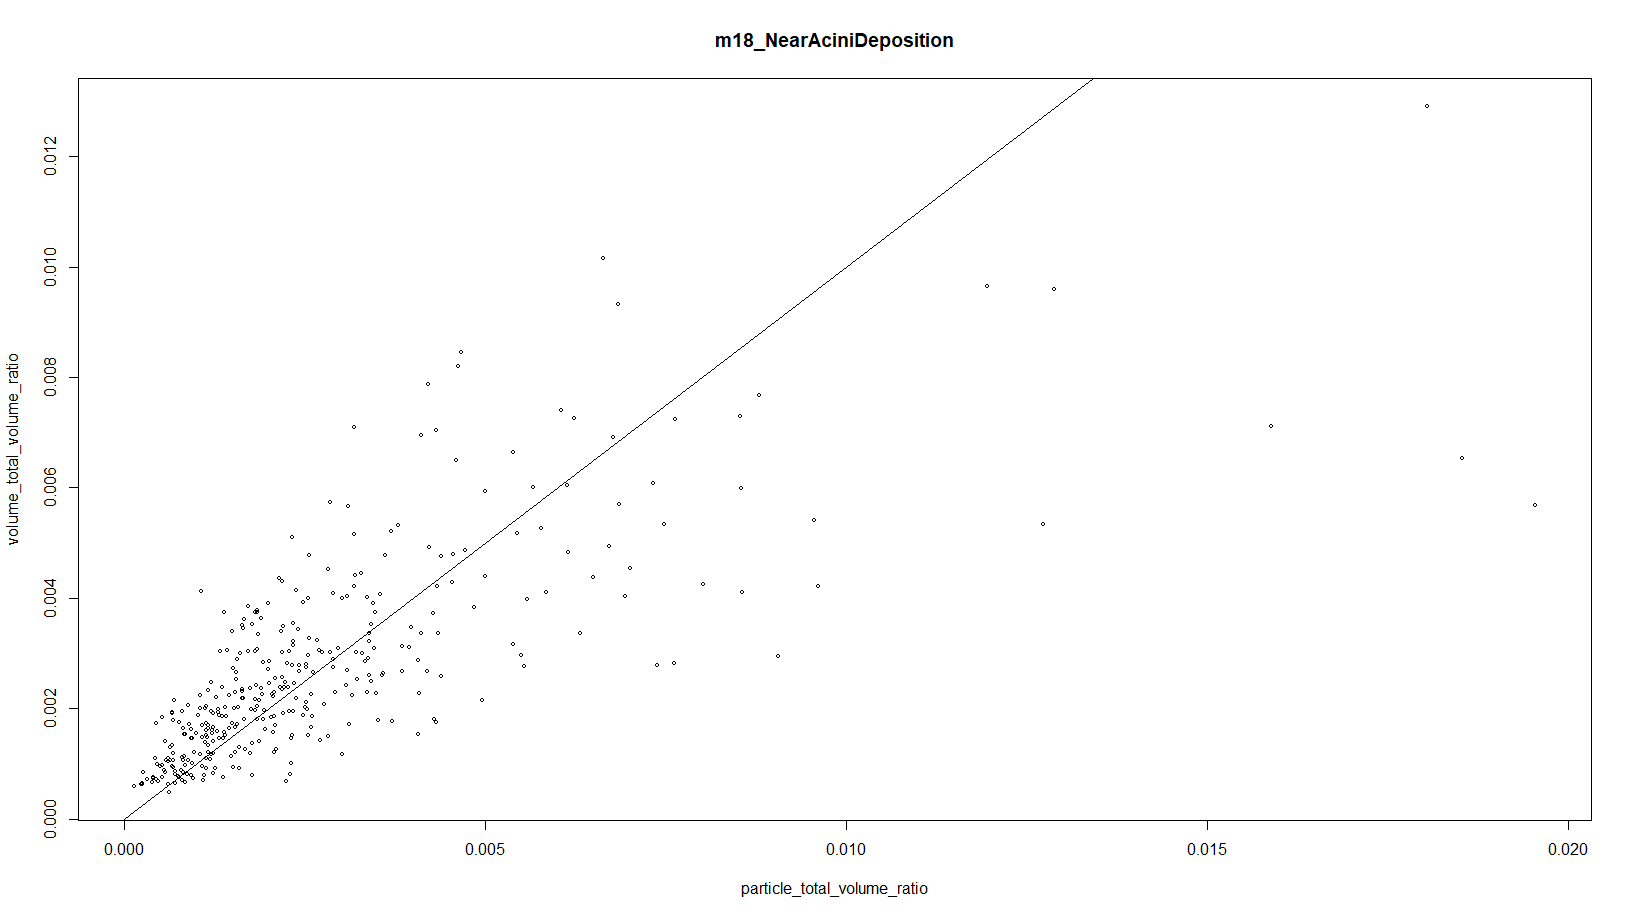 m18_NearAciniDeposition
volume_total_volume_ratio
0.012
0.010
0.008
0.006
0.004
0.002
0.000
0.000 0.005 0.010 0.015 0.020
particle_total_volume_ratio